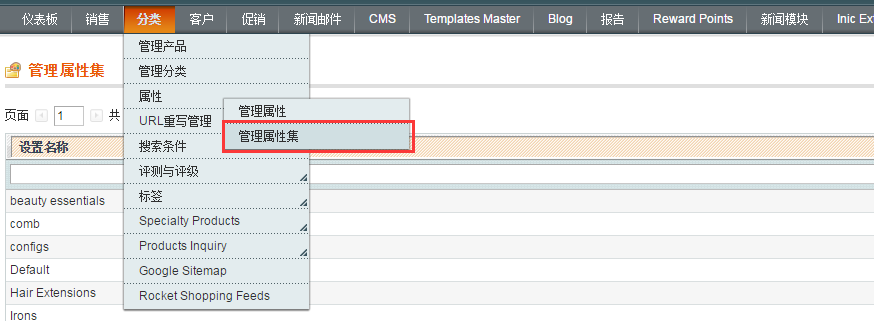 仪表板 销售 分类 客户 促销 新闻邮件 CMS Templates Master Blog 报告 Reward Points 新闻模块 Inic Ex
管理产品
管理分类
属性
URL重写管理
搜索条件
评测与评级
标签
Specialty Products
Products Inquiry
Google Sitemap
Rocket Shopping Feeds
管理属性
管理属性集
管理属性集
页面 1 共
设置名称
beauty essentials
comb
configs
Default
Hair Extensions
Irons